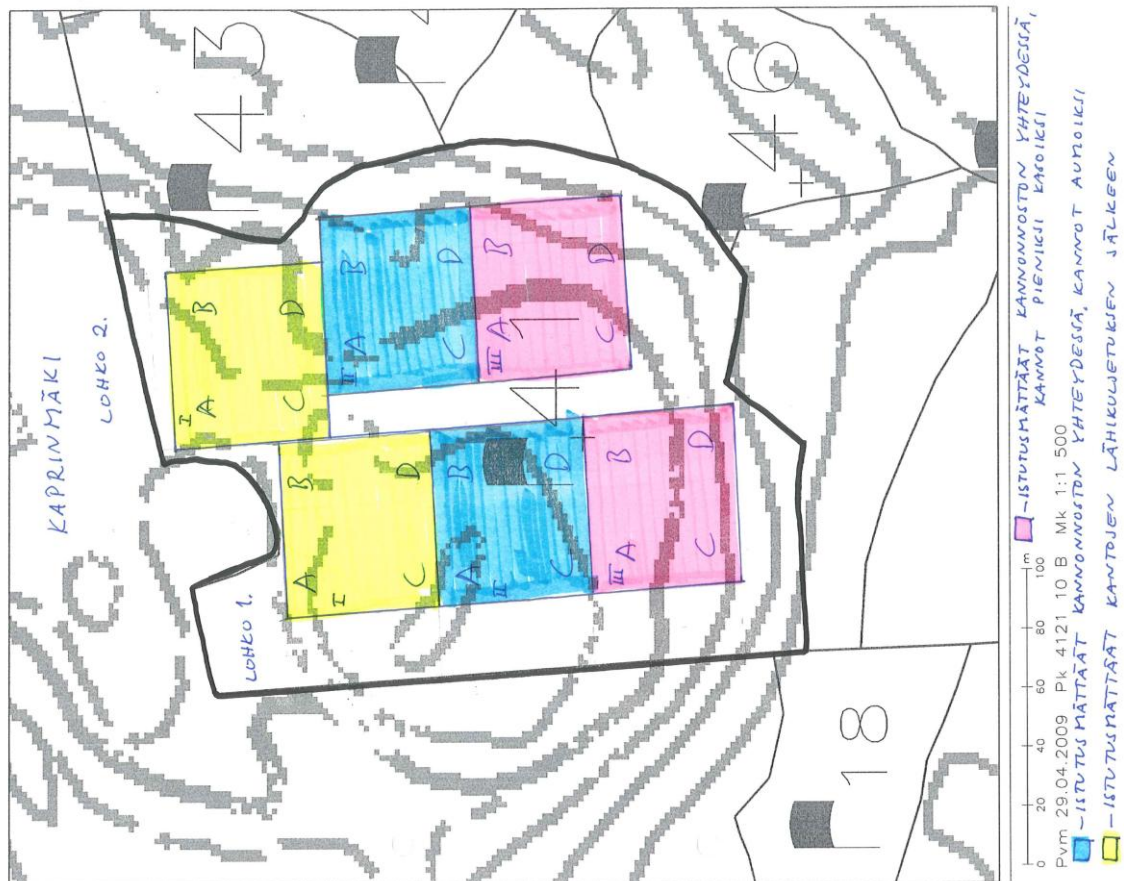 KAPRINMÄKI
LOHKO 2.
43
46
I
A B
C D
II A B
C D
III A B
C D
41
LOHKO 1.
A B
I
C D
A B
II
C D
III A B
C D
18
0 20 40 60 80 100 m
Pvm 29.04.2009 Pk 4121 10 B Mk 1:1 500
– ISTUTUSMÄTTÄÄT KANNONNOSTON YHTEYDESSÄ,
KANNOT PIENIKSI KASOIKSI
– ISTUTUSMÄTTÄÄT KANNONNOSTON YHTEYDESSÄ, KANNOT AUMOIKSI
– ISTUTUSMÄTTÄÄT KANTOJEN LÄHIKULJETUKSEN JÄLKEEN